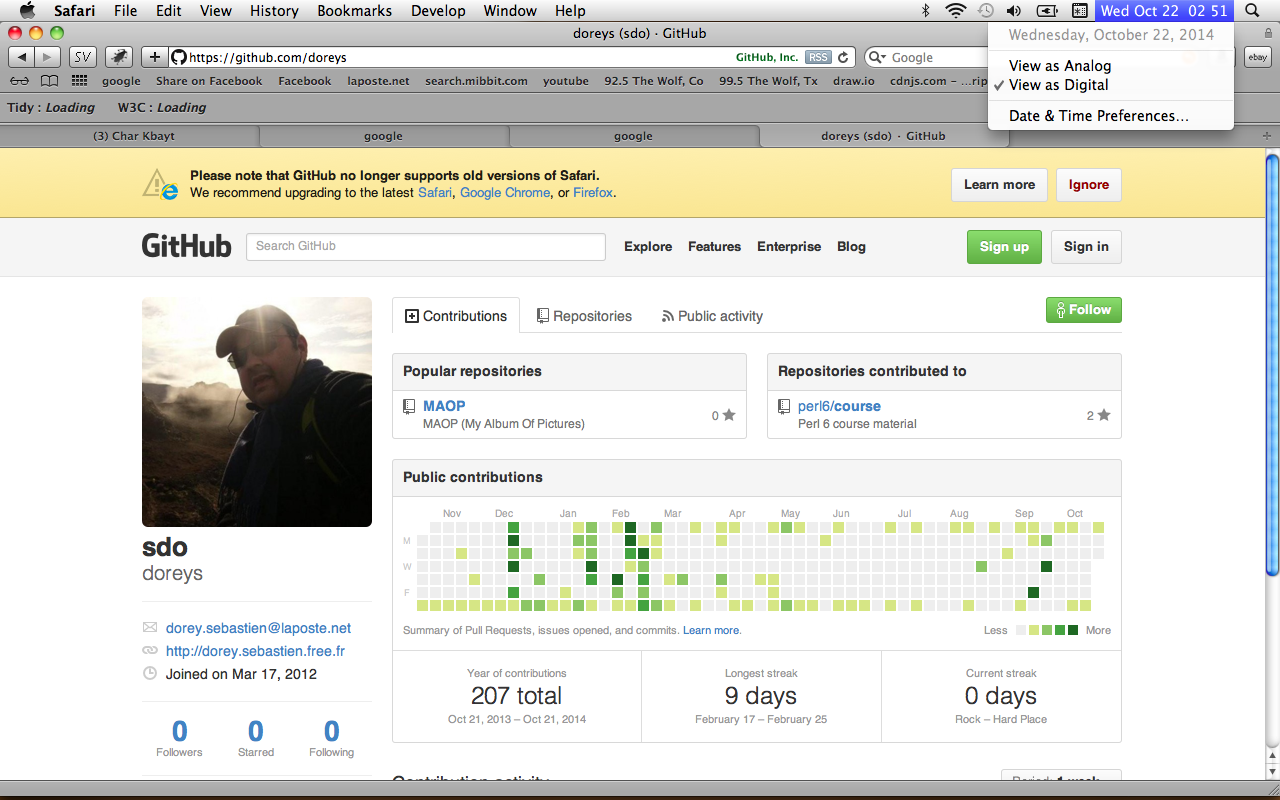 Safari File Edit View History Bookmarks Develop Window Help Wed Oct 22 02 51
Wednesday, October 22, 2014
View as Analog
✓ View as Digital
Date & Time Preferences...
doreys (sdo) · GitHub
SV https://github.com/doreys GitHub, Inc. RSS Google ebay
google Share on Facebook Facebook laposte.net search.mibbit.com youtube 92.5 The Wolf, Co 99.5 The Wolf, Tx draw.io cdnjs.com - ...rip
Tidy : Loading W3C : Loading
(3) Char Kbayt google google doreys (sdo) · GitHub
Please note that GitHub no longer supports old versions of Safari.
We recommend upgrading to the latest Safari, Google Chrome, or Firefox.
Learn more Ignore
GitHub Search GitHub Explore Features Enterprise Blog Sign up Sign in
Contributions Repositories Public activity Follow
Popular repositories
MAOP
MAOP (My Album Of Pictures)
0
Repositories contributed to
perl6/course
Perl 6 course material
2
Public contributions
Nov Dec Jan Feb Mar Apr May Jun Jul Aug Sep Oct
M
W
F
Summary of Pull Requests, issues opened, and commits. Learn more. Less More
Year of contributions
207 total
Oct 21, 2013 – Oct 21, 2014
Longest streak
9 days
February 17 – February 25
Current streak
0 days
Rock – Hard Place
sdo
doreys
dorey.sebastien@laposte.net
http://dorey.sebastien.free.fr
Joined on Mar 17, 2012
0 0 0
Followers Starred Following
Contribution activity Period: 1 week